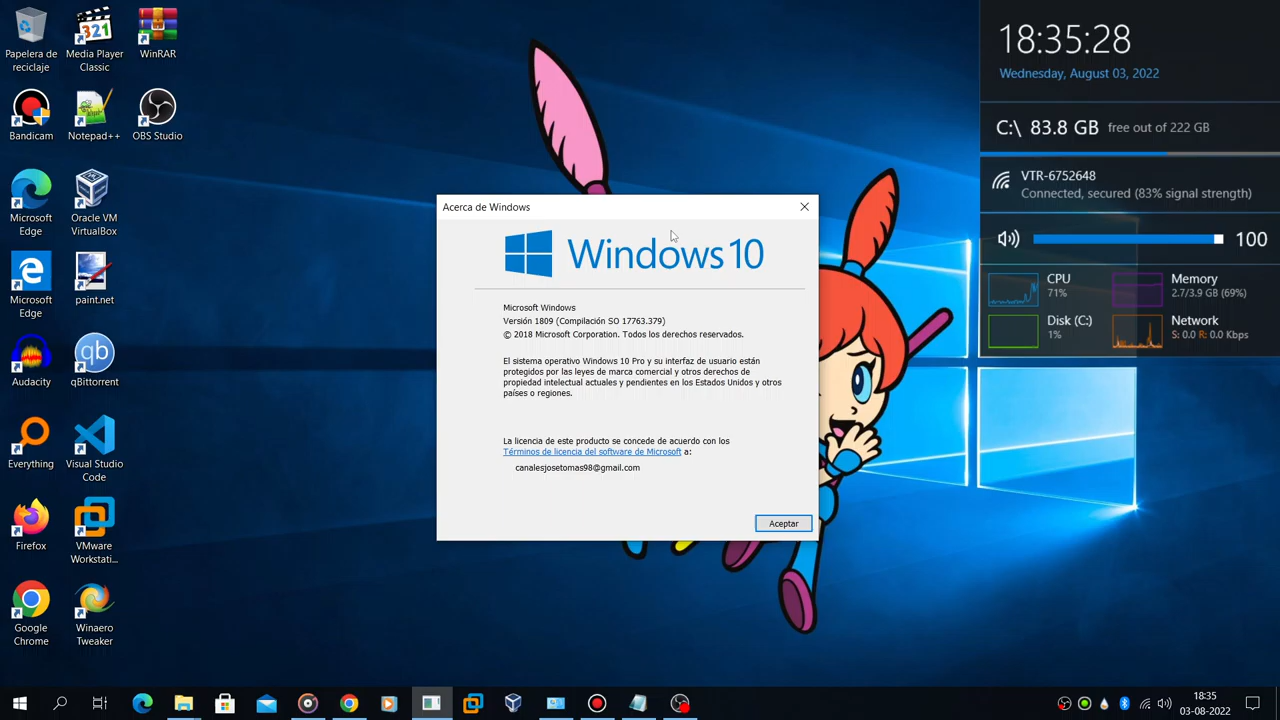 Papelera de
reciclaje
Media Player
Classic
321
WinRAR
Bandicam
Notepad++
OBS Studio
Microsoft
Edge
Oracle VM
VirtualBox
Microsoft
Edge
paint.net
Audacity
qb
qBittorrent
Everything
Visual Studio
Code
Firefox
VMware
Workstati...
Google
Chrome
Winaero
Tweaker
Acerca de Windows
Windows 10
Microsoft Windows
Versión 1809 (Compilación SO 17763.379)
© 2018 Microsoft Corporation. Todos los derechos reservados.
El sistema operativo Windows 10 Pro y su interfaz de usuario están
protegidos por las leyes de marca comercial y otros derechos de
propiedad intelectual actuales y pendientes en los Estados Unidos y otros
países o regiones.
La licencia de este producto se concede de acuerdo con los
Términos de licencia del software de Microsoft a:
canalesjosetomas98@gmail.com
Aceptar
18:35:28
Wednesday, August 03, 2022
C:\ 83.8 GB free out of 222 GB
VTR-6752648
Connected, secured (83% signal strength)
100
CPU
71%
Memory
2.7/3.9 GB (69%)
Disk (C:)
1%
Network
S: 0.0 R: 0.0 Kbps
18:35
03-08-2022